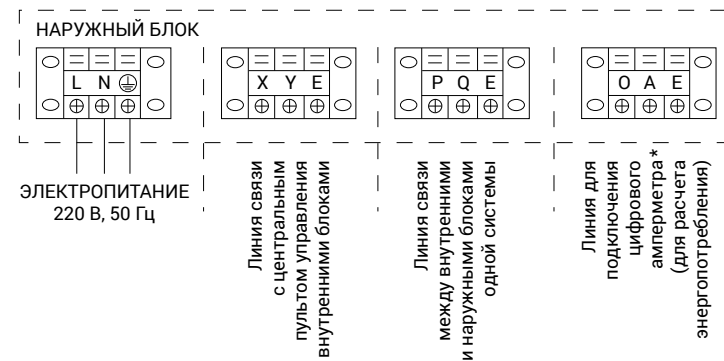 НАРУЖНЫЙ БЛОК
L N
X Y E
P Q E
O A E
ЭЛЕКТРОПИТАНИЕ
220 В, 50 Гц
Линия связи
с центральным
пультом управления
внутренними блоками
Линия связи
между внутренними
и наружными блоками
одной системы
Линия для
подключения
цифрового
амперметра*
(для расчета
энергопотребления)